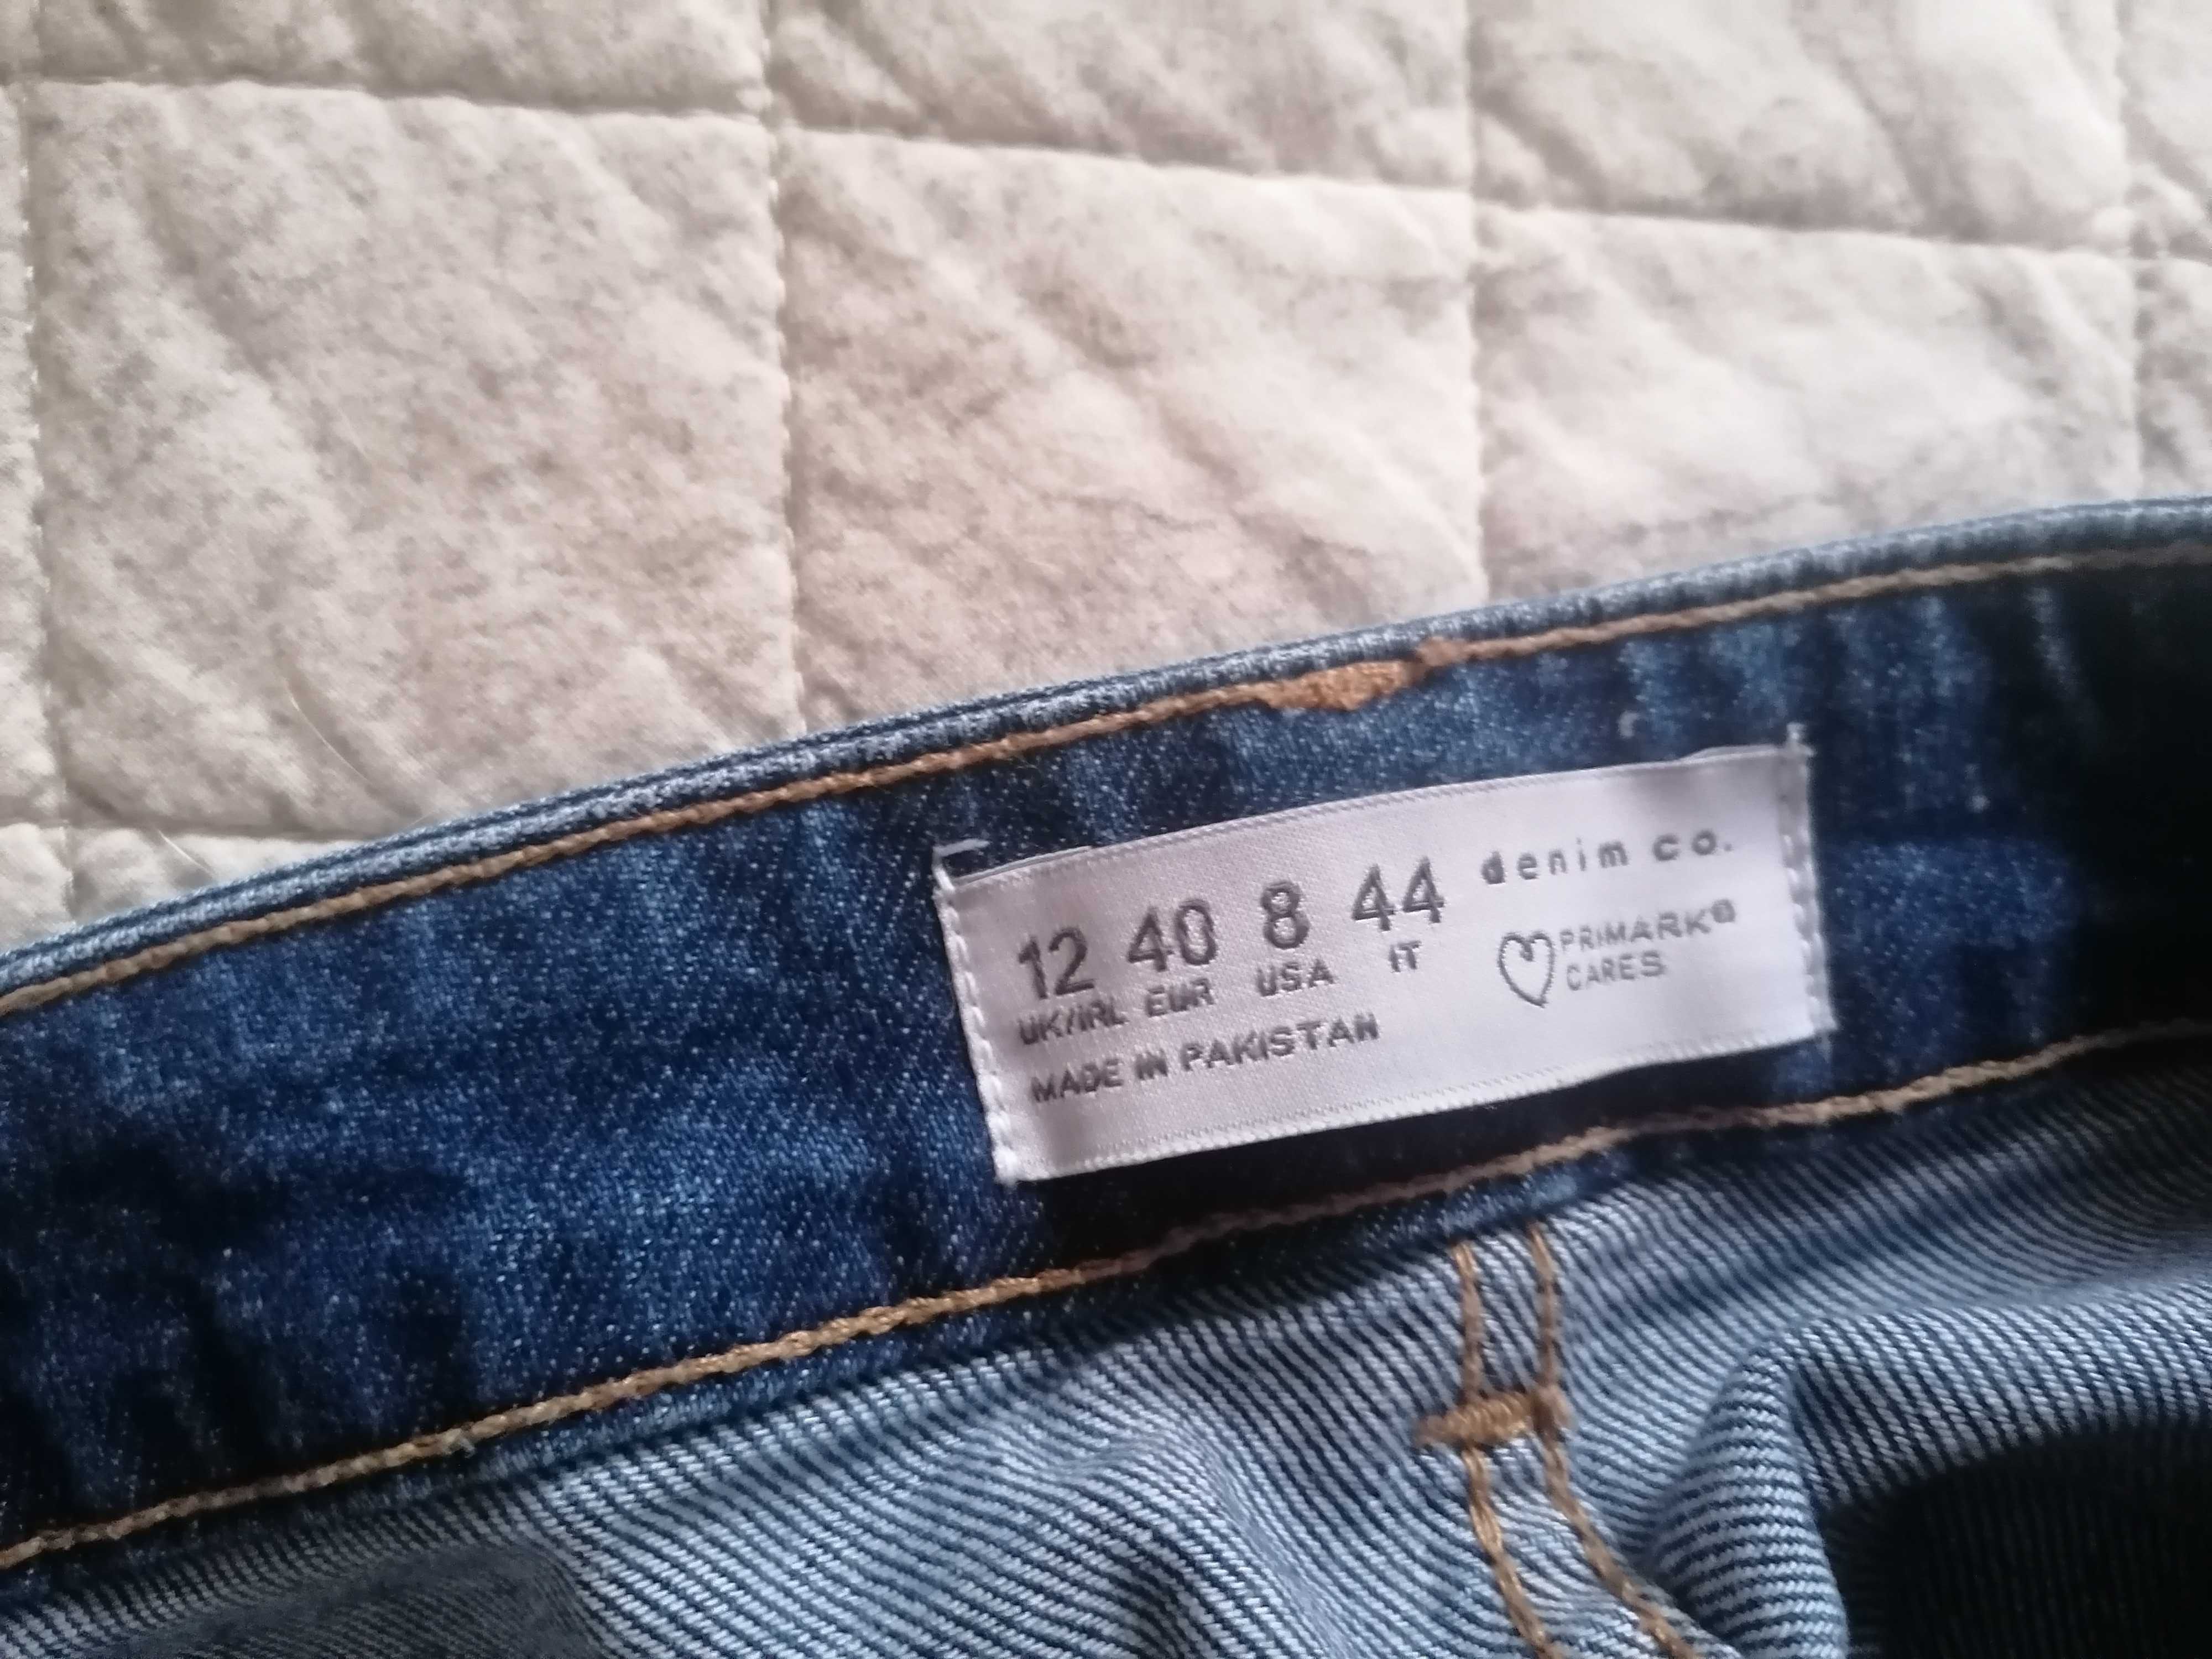 12 40 8 44
UK/IRL EUR USA IT
MADE IN PAKISTAN
denim co.
PRIMARK®
CARES